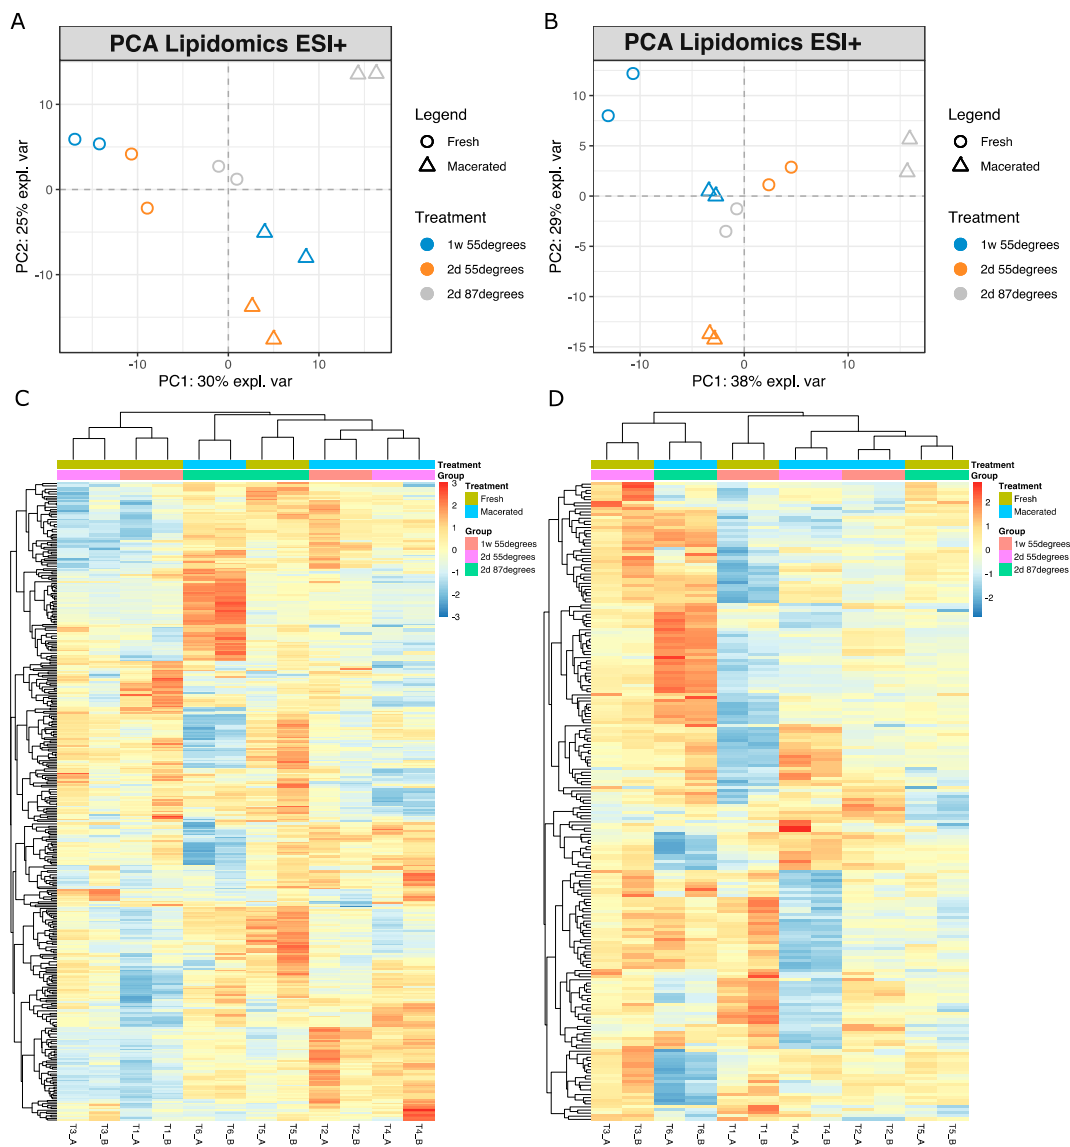 A
PCA Lipidomics ESI+
10
0
-10
PC2: 25% expl. var
-10
0
10
PC1: 30% expl. var
Legend
Fresh
Macerated
Treatment
1w 55degrees
2d 55degrees
2d 87degrees
B
PCA Lipidomics ESI+
10
5
0
-5
-10
-15
PC2: 29% expl. var
-10
0
10
PC1: 38% expl. var
Legend
Fresh
Macerated
Treatment
1w 55degrees
2d 55degrees
2d 87degrees
C
Treatment
Group
3
2
1
0
-1
-2
-3
Treatment
Fresh
Macerated
Group
1w 55degrees
2d 55degrees
2d 87degrees
T3_A
T3_B
T1_A
T1_B
T6_A
T6_B
T5_A
T5_B
T2_A
T2_B
T4_A
T4_B
D
Treatment
Group
2
1
0
-1
-2
Treatment
Fresh
Macerated
Group
1w 55degrees
2d 55degrees
2d 87degrees
T3_A
T3_B
T6_A
T6_B
T1_A
T1_B
T4_A
T4_B
T2_A
T2_B
T5_A
T5_B